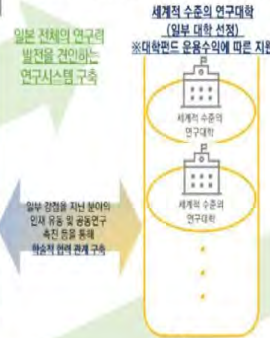 세계적 수준의 연구대학
(일부 대학 선정)
※대학펀드 운용수익에 따른 지원
일본 전체의 연구력
발전을 견인하는
연구시스템 구축
세계적 수준의
연구대학
세계적 수준의
연구대학
일부 강점을 지닌 분야의
인재 유동 및 공동연구
촉진 등을 통해
학술적 협력 관계 구축